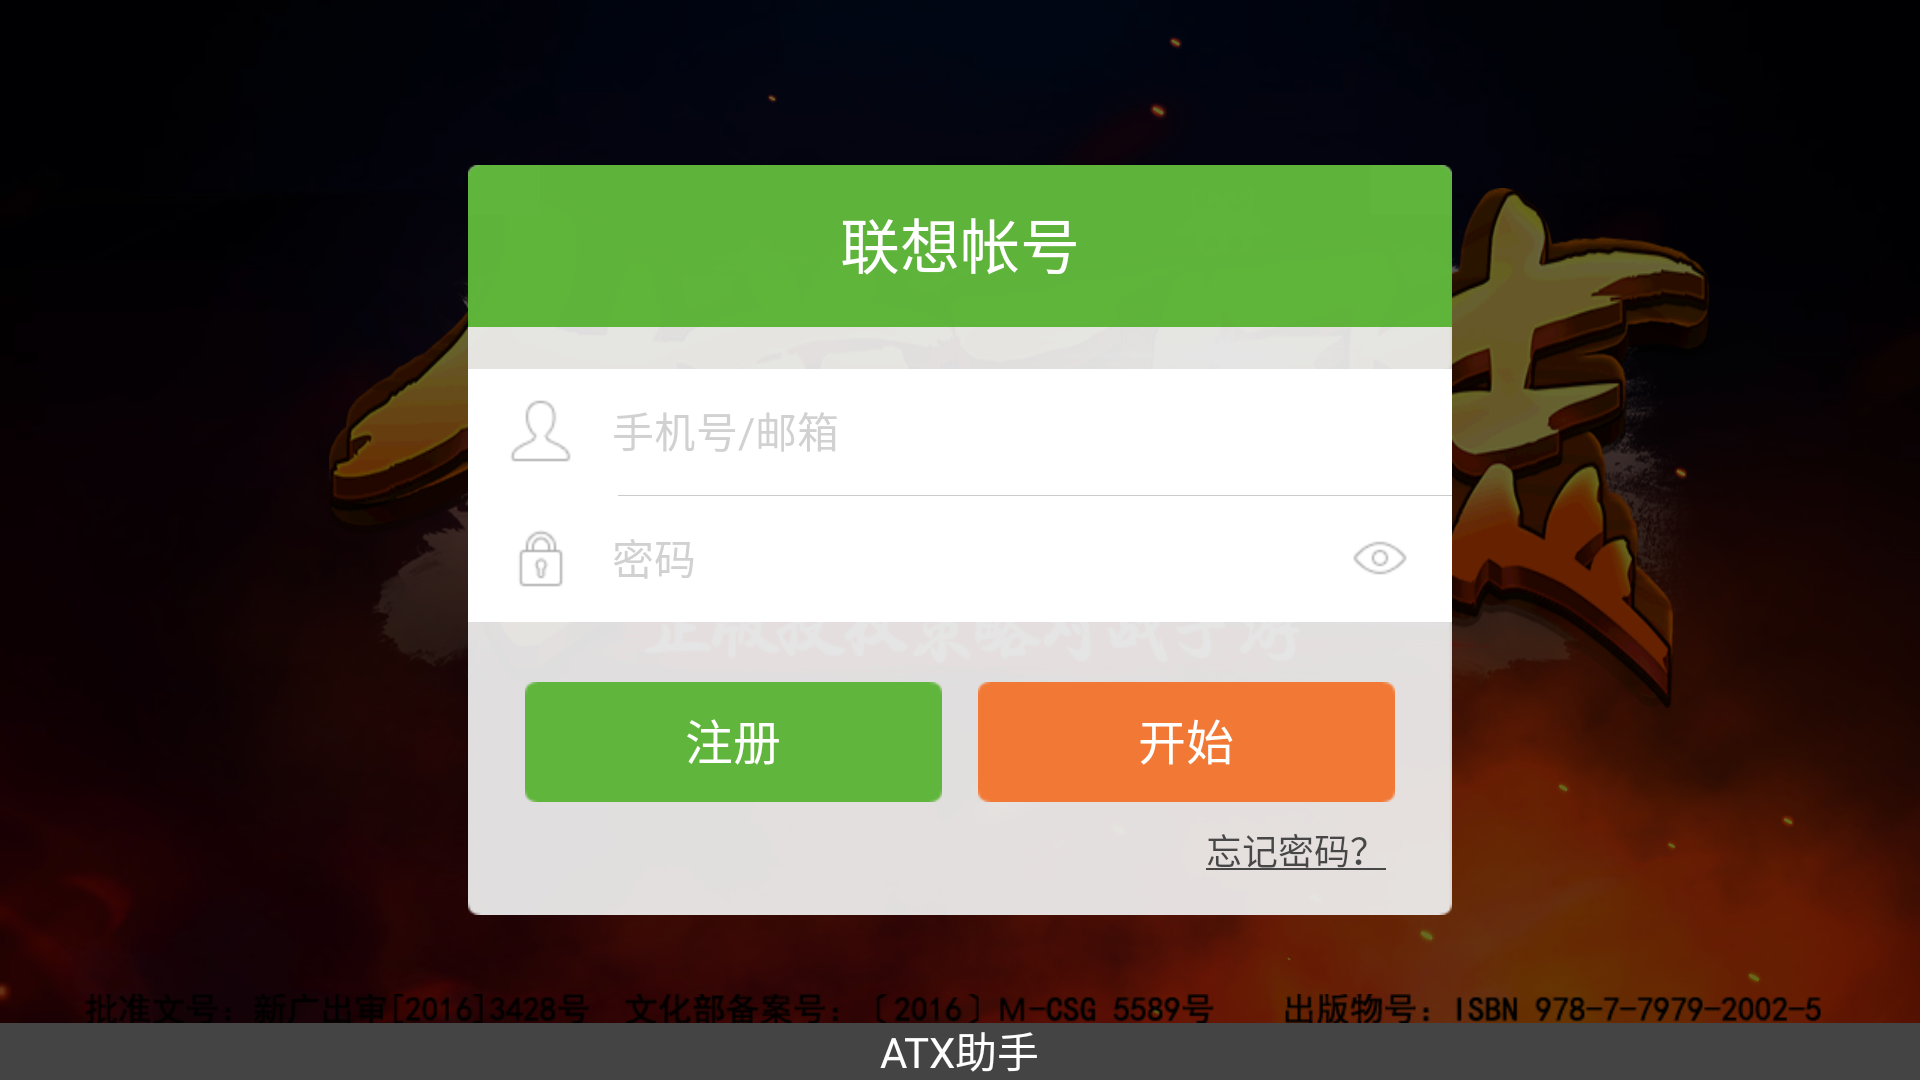 联想帐号
手机号/邮箱
密码
注册
开始
忘记密码?
批准文号：新广出审[2016]3428号 文化部备案号：〔2016〕M-CSG 5589号 出版物号：ISBN 978-7-7979-2002-5
ATX助手